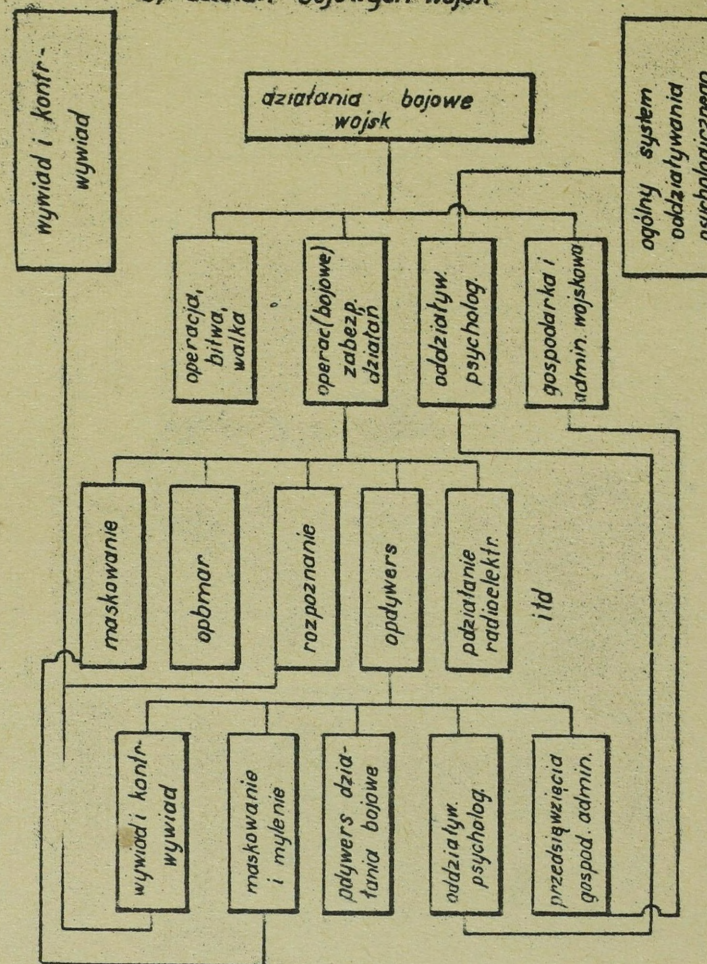 b) działań bojowych wojsk
wywiad i kontr-
wywiad
działania bojowe
wojsk
ogólny system
oddziaływania
psychologicznego
operacja,
bitwa,
walka
operac(bojowe)
zabezp.
działań
oddziaływ.
psycholog.
gospodarka i
admin. wojskowa
maskowanie
opbmar
rozpoznanie
opdywers
pdziałanie
radioelektr.
itd
wywiad i kontr-
wywiad
maskowanie
i mylenie
pdywers dzia-
łania bojowe
oddziaływ.
psycholog.
przedsięwzięcia
gospod. admin.